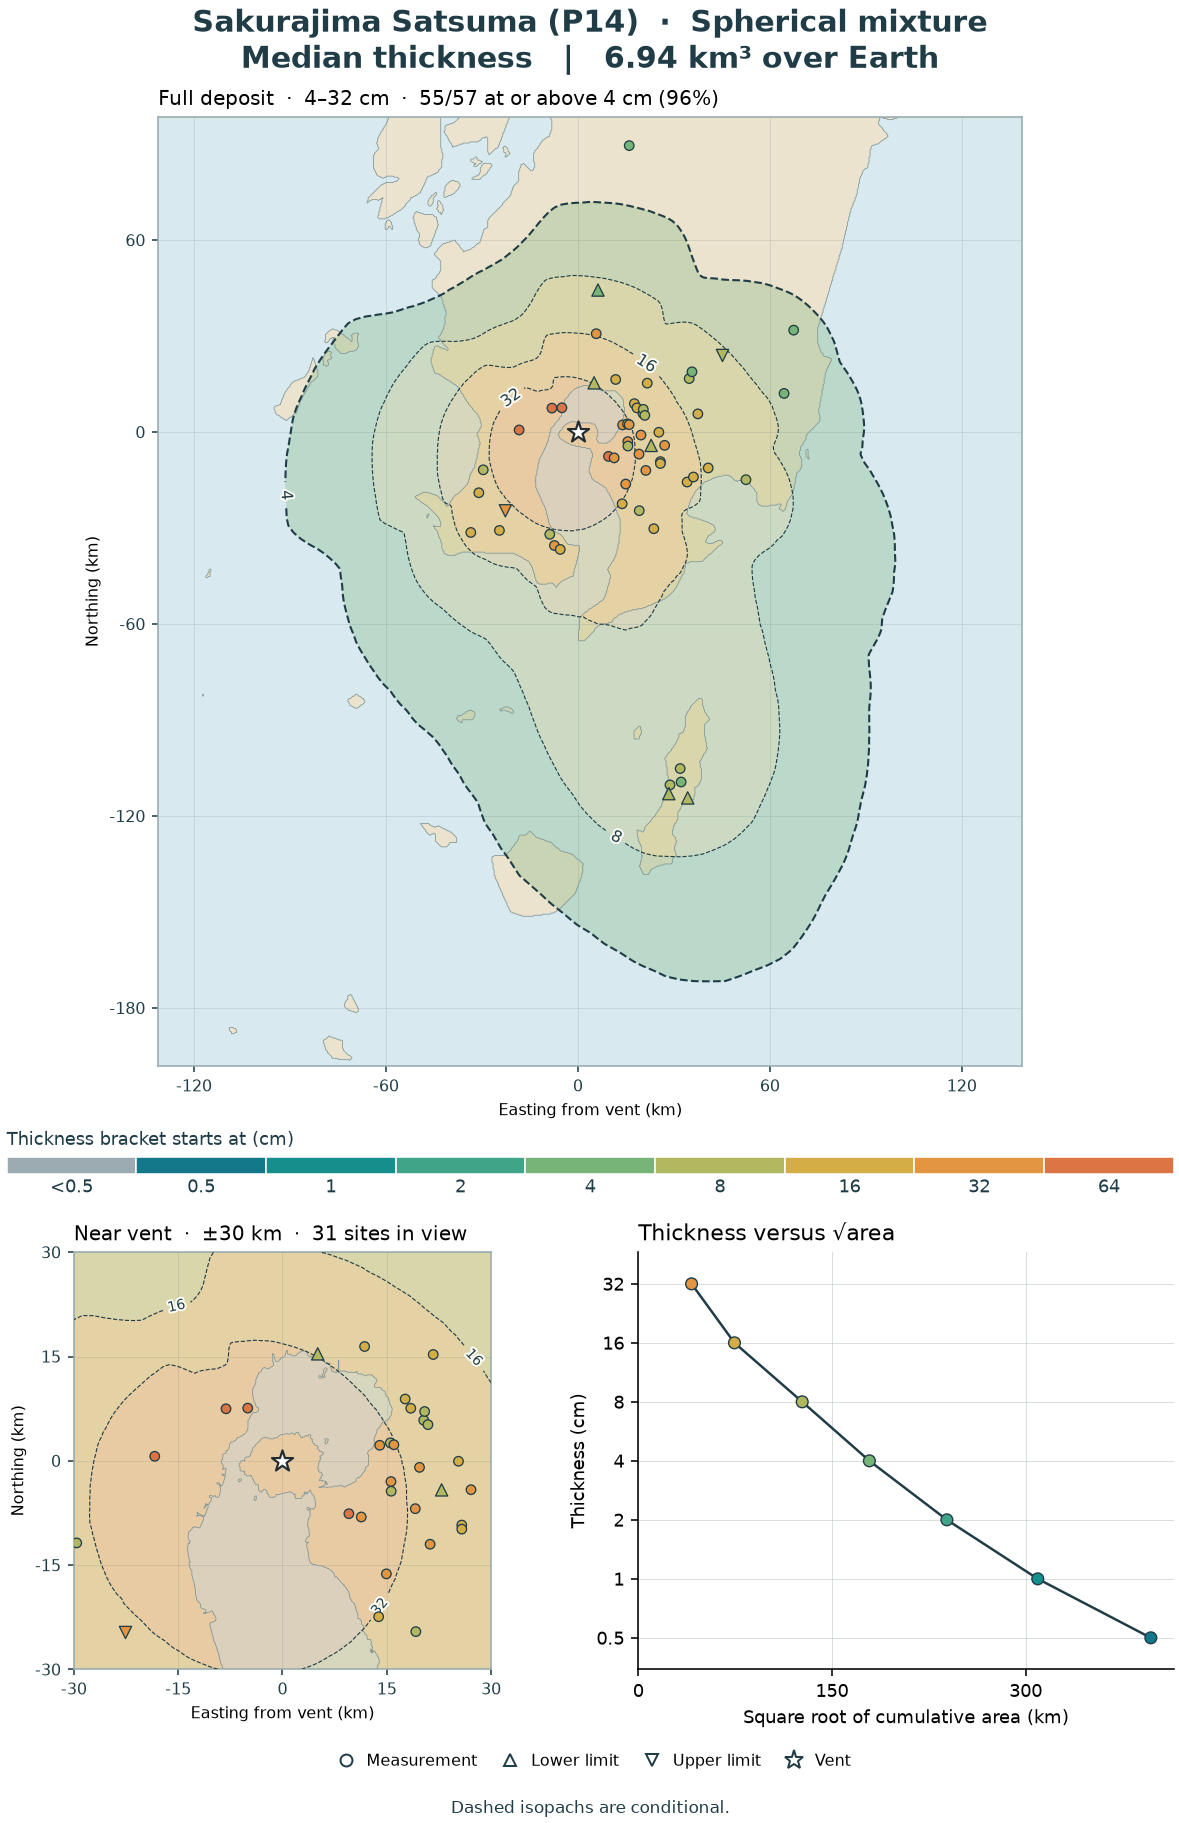 Sakurajima Satsuma (P14) · Spherical mixture
Median thickness | 6.94 km³ over Earth
Full deposit · 4–32 cm · 55/57 at or above 4 cm (96%)
60
0
-60
-120
-180
Northing (km)
16
32
4
8
-120
-60
0
60
120
Easting from vent (km)
Thickness bracket starts at (cm)
<0.5
0.5
1
2
4
8
16
32
64
Near vent · ±30 km · 31 sites in view
30
15
0
-15
-30
Northing (km)
16
16
32
-30
-15
0
15
30
Easting from vent (km)
Thickness versus √area
32
16
8
4
2
1
0.5
Thickness (cm)
0
150
300
Square root of cumulative area (km)
Measurement
Lower limit
Upper limit
Vent
Dashed isopachs are conditional.